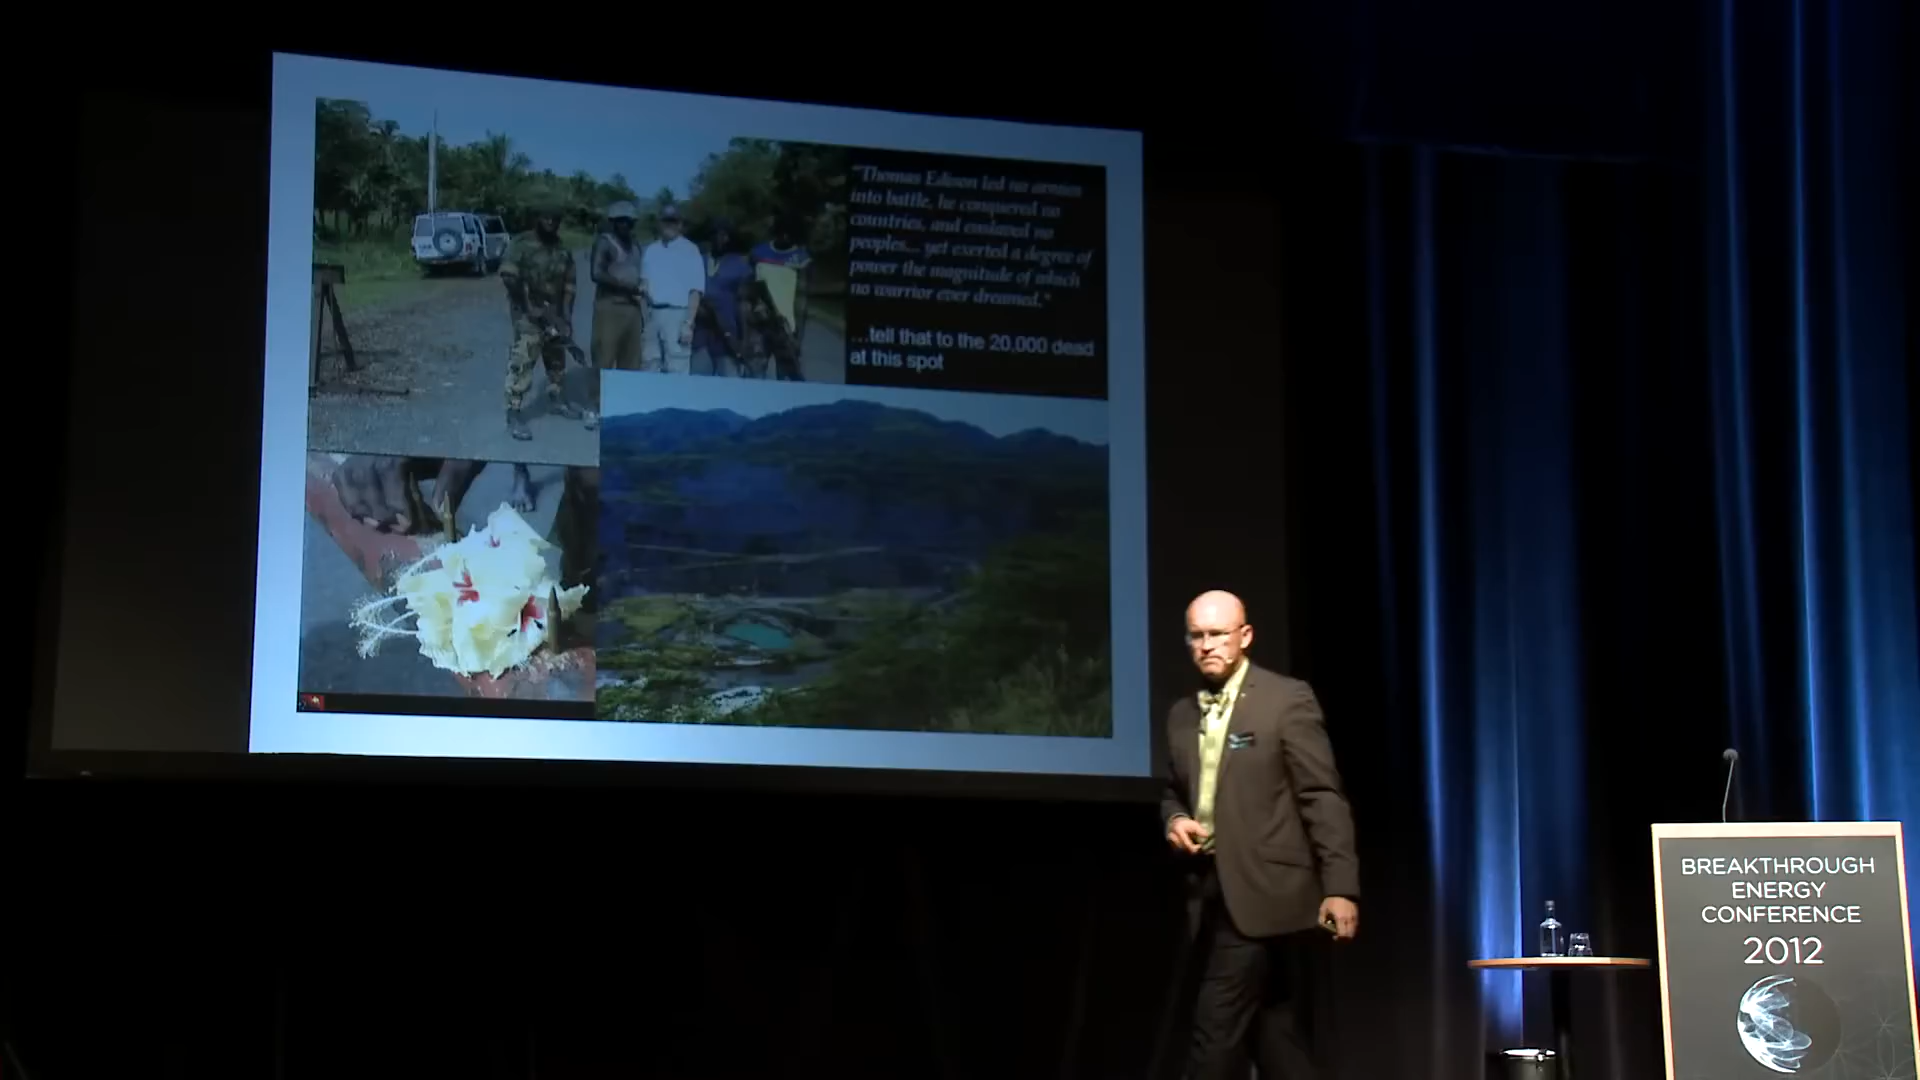 "Thomas Edison led no armies
into battle, he conquered no
countries, and enslaved no
peoples... yet exerted a degree of
power the magnitude of which
no warrior ever dreamed."
...tell that to the 20,000 dead
at this spot
BREAKTHROUGH
ENERGY
CONFERENCE
2012